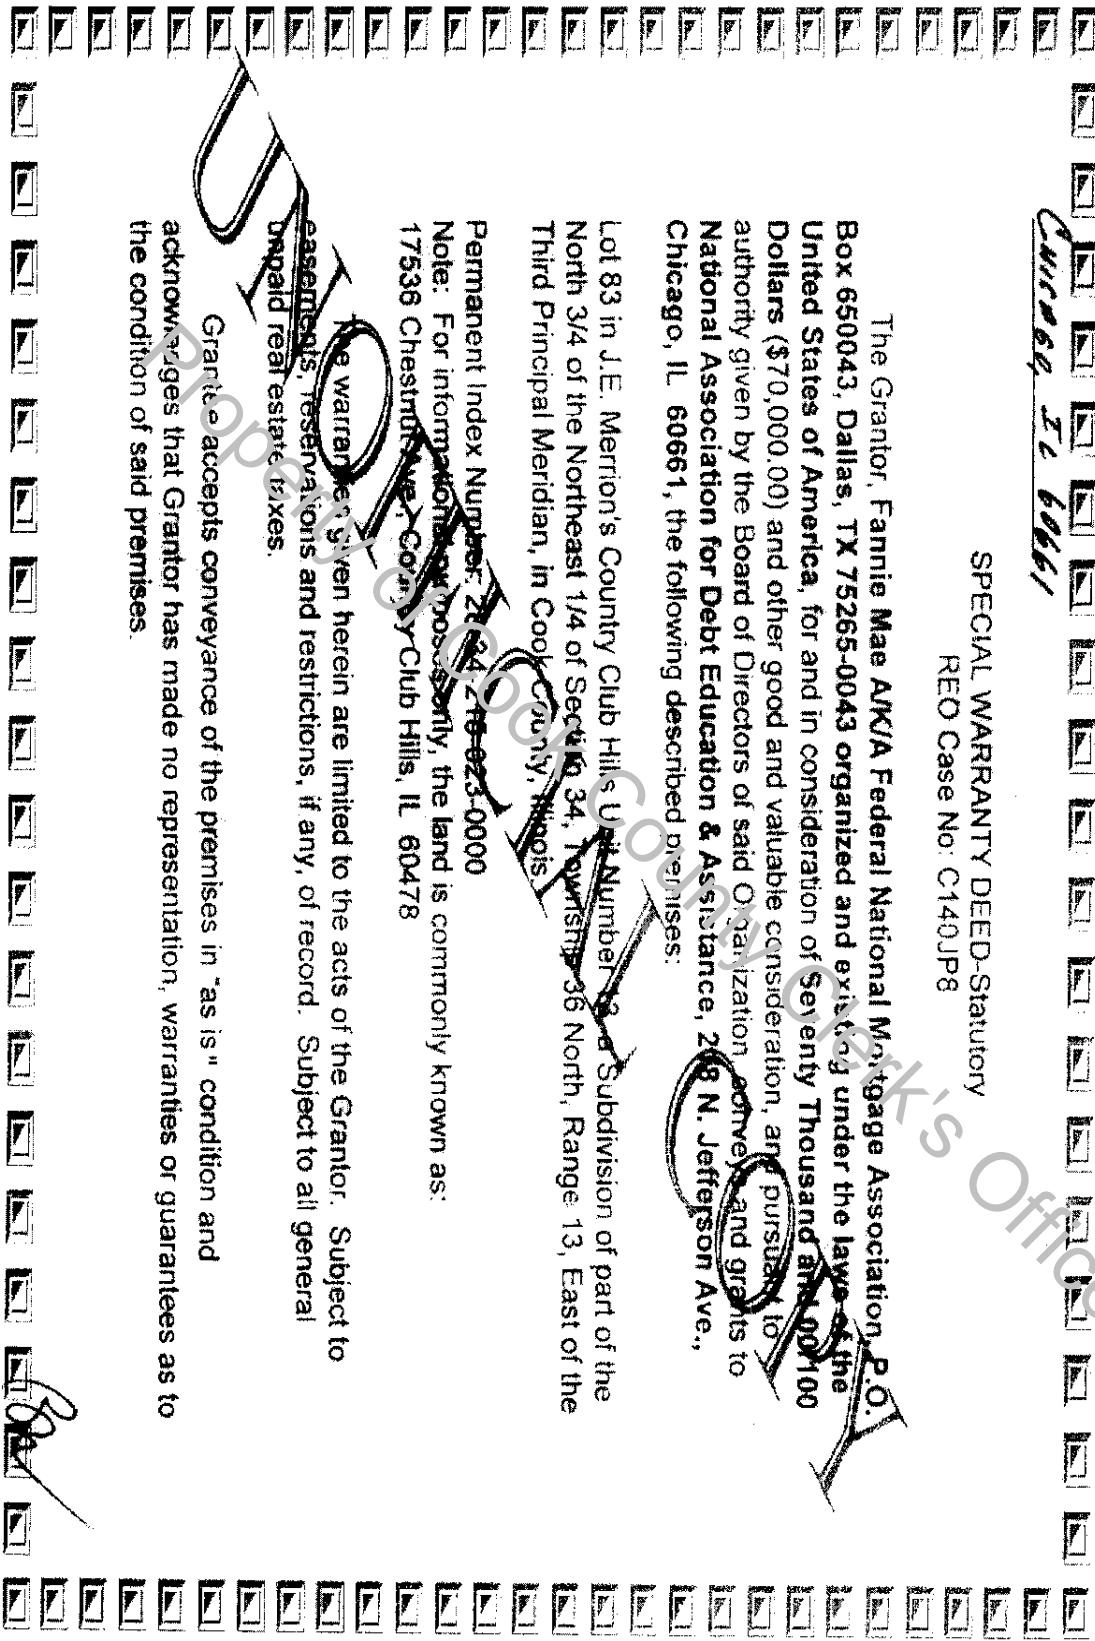 CHICAGO, IL 60661
SPECIAL WARRANTY DEED-Statutory
REO Case No: C140JP8
The Grantor, Fannie Mae A/K/A Federal National Mortgage Association, P.O.
Box 650043, Dallas, TX 75265-0043 organized and existing under the laws of the
United States of America, for and in consideration of Seventy Thousand and 00/100
Dollars ($70,000.00) and other good and valuable consideration, and pursuant to
authority given by the Board of Directors of said Organization, conveys and grants to
National Association for Debt Education & Assistance, N. Jefferson Ave.,
Chicago, IL 60661, the following described premises:
Lot 83 in J.E. Merrion's Country Club Hills Unit Number a Subdivision of part of the
North 3/4 of the Northeast 1/4 of Section 34, Township 36 North, Range 13, East of the
Third Principal Meridian, in Cook County, Illinois.
Permanent Index Number:
Note: For informational purposes only, the land is commonly known as:
17536 Chestnut Ave., Country Club Hills, IL 60478
The warranties given herein are limited to the acts of the Grantor. Subject to
easements, reservations and restrictions, if any, of record. Subject to all general
unpaid real estate taxes.
Grantee accepts conveyance of the premises in "as is" condition and
acknowledges that Grantor has made no representation, warranties or guarantees as to
the condition of said premises.
UNOFFICIAL COPY
Property of Cook County Clerk's Office